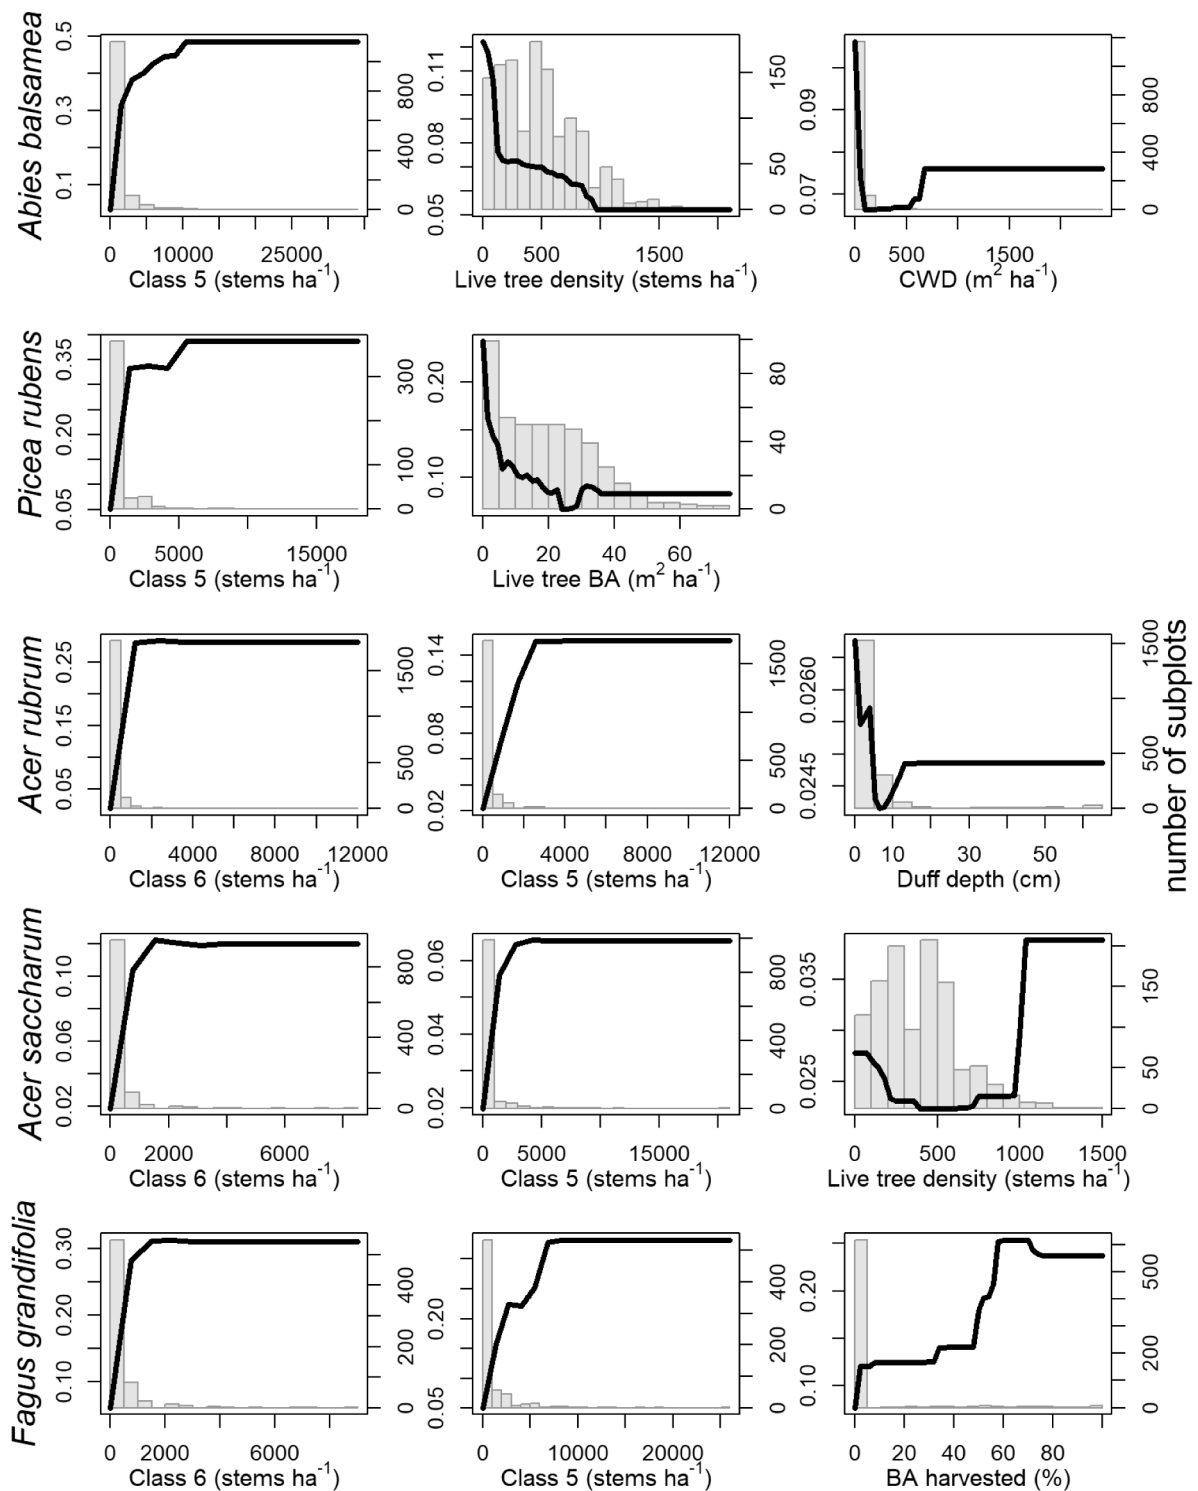 Abies balsamea
0.1 0.3 0.5
0 400 800
0 10000 25000
Class 5 (stems ha-1)
0.05 0.08 0.11
0 50 150
0 500 1500
Live tree density (stems ha-1)
0.07 0.09
0 400 800
0 500 1500
CWD (m2 ha-1)
Picea rubens
0.05 0.20 0.35
0 100 300
0 5000 15000
Class 5 (stems ha-1)
0.10 0.20
0 40 80
0 20 40 60
Live tree BA (m2 ha-1)
Acer rubrum
0.05 0.15 0.25
0 500 1500
0 4000 8000 12000
Class 6 (stems ha-1)
0.02 0.08 0.14
0 500 1500
0 4000 8000 12000
Class 5 (stems ha-1)
0.0245 0.0260
0 500 1500
0 10 30 50
Duff depth (cm)
number of subplots
Acer saccharum
0.02 0.06 0.10
0 400 800
0 2000 6000
Class 6 (stems ha-1)
0.02 0.04 0.06
0 400 800
0 5000 15000
Class 5 (stems ha-1)
0.025 0.035
0 50 150
0 500 1000 1500
Live tree density (stems ha-1)
Fagus grandifolia
0.10 0.20 0.30
0 200 400
0 2000 6000
Class 6 (stems ha-1)
0.05 0.20
0 200 400
0 10000 20000
Class 5 (stems ha-1)
0.10 0.20
0 200 500
0 20 40 60 80
BA harvested (%)